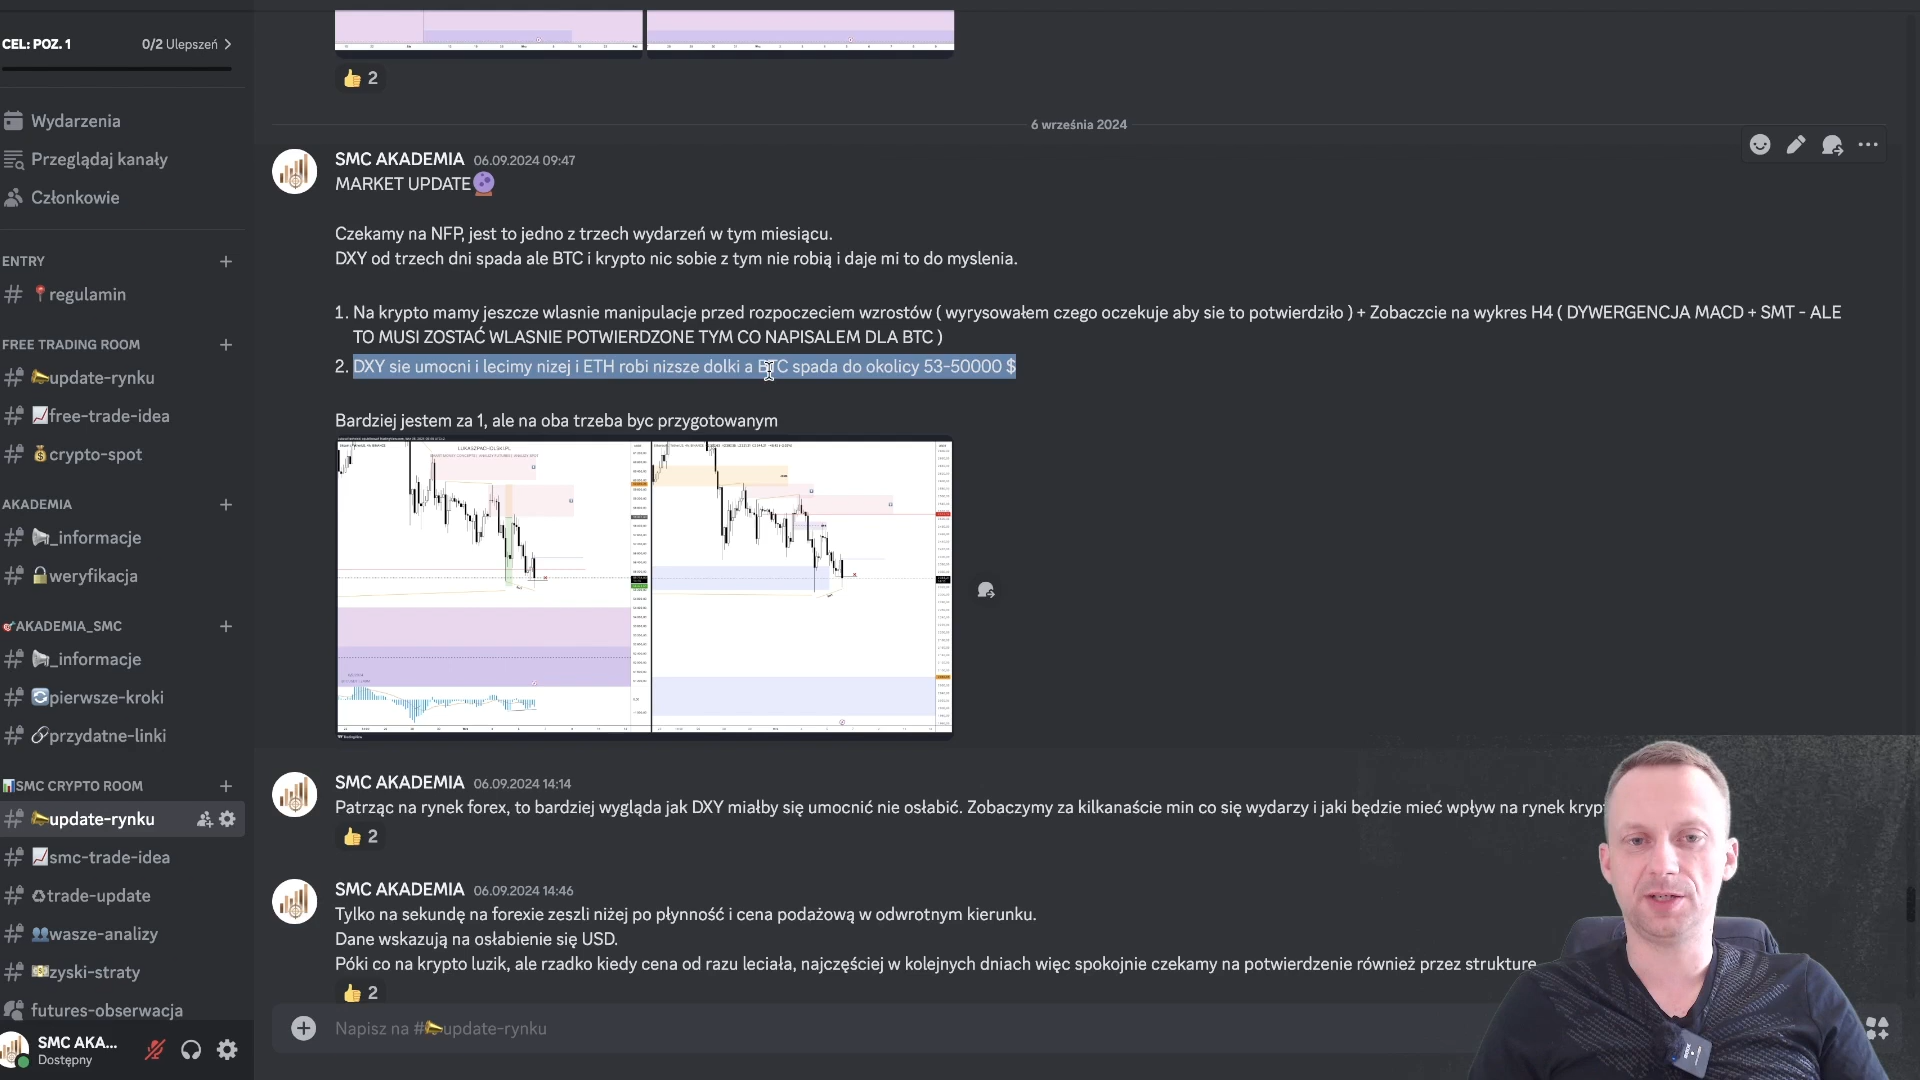 CEL: POZ. 1
0/2 Ulepszeń
Wydarzenia
Przeglądaj kanały
Członkowie
ENTRY
regulamin
FREE TRADING ROOM
update-rynku
free-trade-idea
crypto-spot
AKADEMIA
_informacje
weryfikacja
AKADEMIA_SMC
_informacje
pierwsze-kroki
przydatne-linki
SMC CRYPTO ROOM
update-rynku
smc-trade-idea
trade-update
wasze-analizy
zyski-straty
futures-obserwacja
SMC AKA...
Dostępny
2
6 września 2024
SMC AKADEMIA 06.09.2024 09:47
MARKET UPDATE
Czekamy na NFP, jest to jedno z trzech wydarzeń w tym miesiącu.
DXY od trzech dni spada ale BTC i krypto nic sobie z tym nie robią i daje mi to do myslenia.
1. Na krypto mamy jeszcze wlasnie manipulacje przed rozpoczeciem wzrostów ( wyrysowałem czego oczekuje aby sie to potwierdziło ) + Zobaczcie na wykres H4 ( DYWERGENCJA MACD + SMT - ALE
TO MUSI ZOSTAĆ WLASNIE POTWIERDZONE TYM CO NAPISALEM DLA BTC )
2. DXY sie umocni i lecimy nizej i ETH robi nizsze dolki a BTC spada do okolicy 53-50000 $
Bardziej jestem za 1, ale na oba trzeba byc przygotowanym
SMC AKADEMIA 06.09.2024 14:14
Patrząc na rynek forex, to bardziej wygląda jak DXY miałby się umocnić nie osłabić. Zobaczymy za kilkanaście min co się wydarzy i jaki będzie mieć wpływ na rynek kryp
2
SMC AKADEMIA 06.09.2024 14:46
Tylko na sekundę na forexie zeszli niżej po płynność i cena podażową w odwrotnym kierunku.
Dane wskazują na osłabienie się USD.
Póki co na krypto luzik, ale rzadko kiedy cena od razu leciała, najczęściej w kolejnych dniach więc spokojnie czekamy na potwierdzenie również przez strukture
2
Napisz na #update-rynku